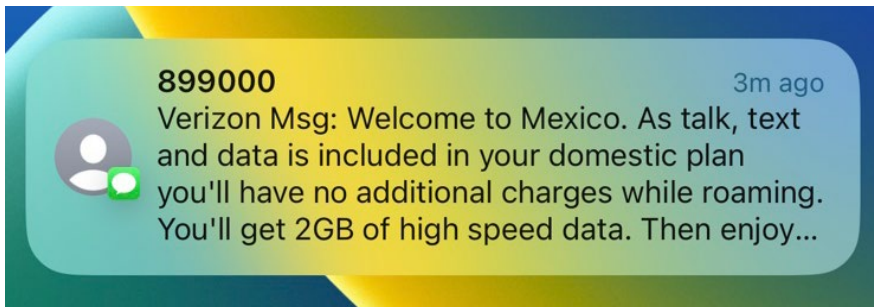 899000
3m ago
Verizon Msg: Welcome to Mexico. As talk, text
and data is included in your domestic plan
you'll have no additional charges while roaming.
You'll get 2GB of high speed data. Then enjoy...